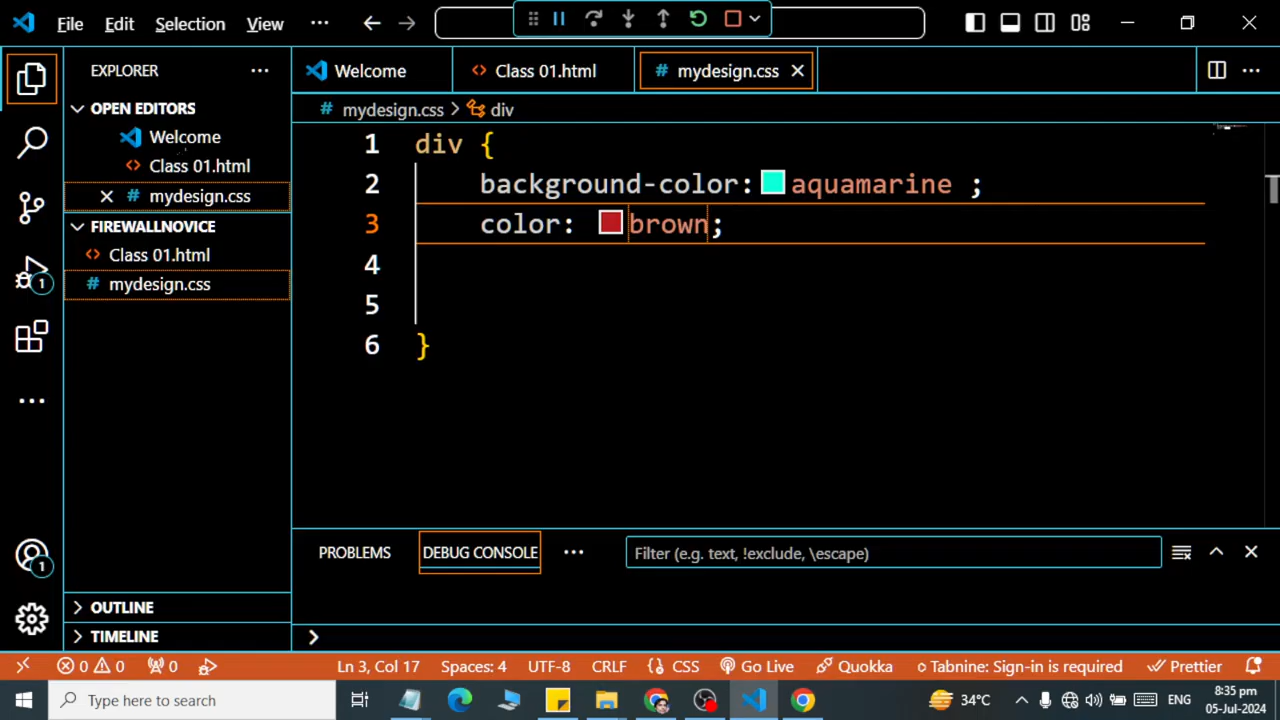 File Edit Selection View
EXPLORER
Welcome
Class 01.html
# mydesign.css
OPEN EDITORS
Welcome
Class 01.html
# mydesign.css
FIREWALLNOVICE
Class 01.html
# mydesign.css
OUTLINE
TIMELINE
1
1
# mydesign.css > div
1 div {
2 background-color: aquamarine ;
3 color: brown;
4
5
6 }
PROBLEMS DEBUG CONSOLE
Filter (e.g. text, !exclude, \escape)
0 0 0 Ln 3, Col 17 Spaces: 4 UTF-8 CRLF CSS Go Live Quokka Tabnine: Sign-in is required Prettier
Type here to search
34°C
ENG
8:35 pm
05-Jul-2024